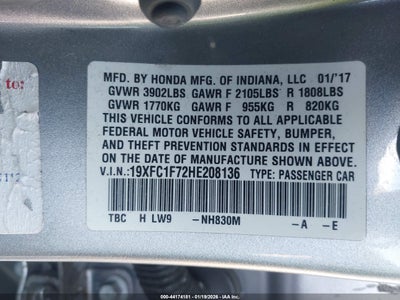 to:
MFD. BY HONDA MFG. OF INDIANA, LLC 01/'17
GVWR 3902LBS GAWR F 2105LBS R 1808LBS
GVWR 1770KG GAWR F 955KG R 820KG
THIS VEHICLE CONFORMS TO ALL APPLICABLE
FEDERAL MOTOR VEHICLE SAFETY, BUMPER,
AND THEFT PREVENTION STANDARDS IN EFFECT
ON THE DATE OF MANUFACTURE SHOWN ABOVE.
V.I.N.: 19XFC1F72HE208136 TYPE: PASSENGER CAR
TBC H LW9 -NH830M -A -E
000-44174181 - 01/19/2026 - IAA